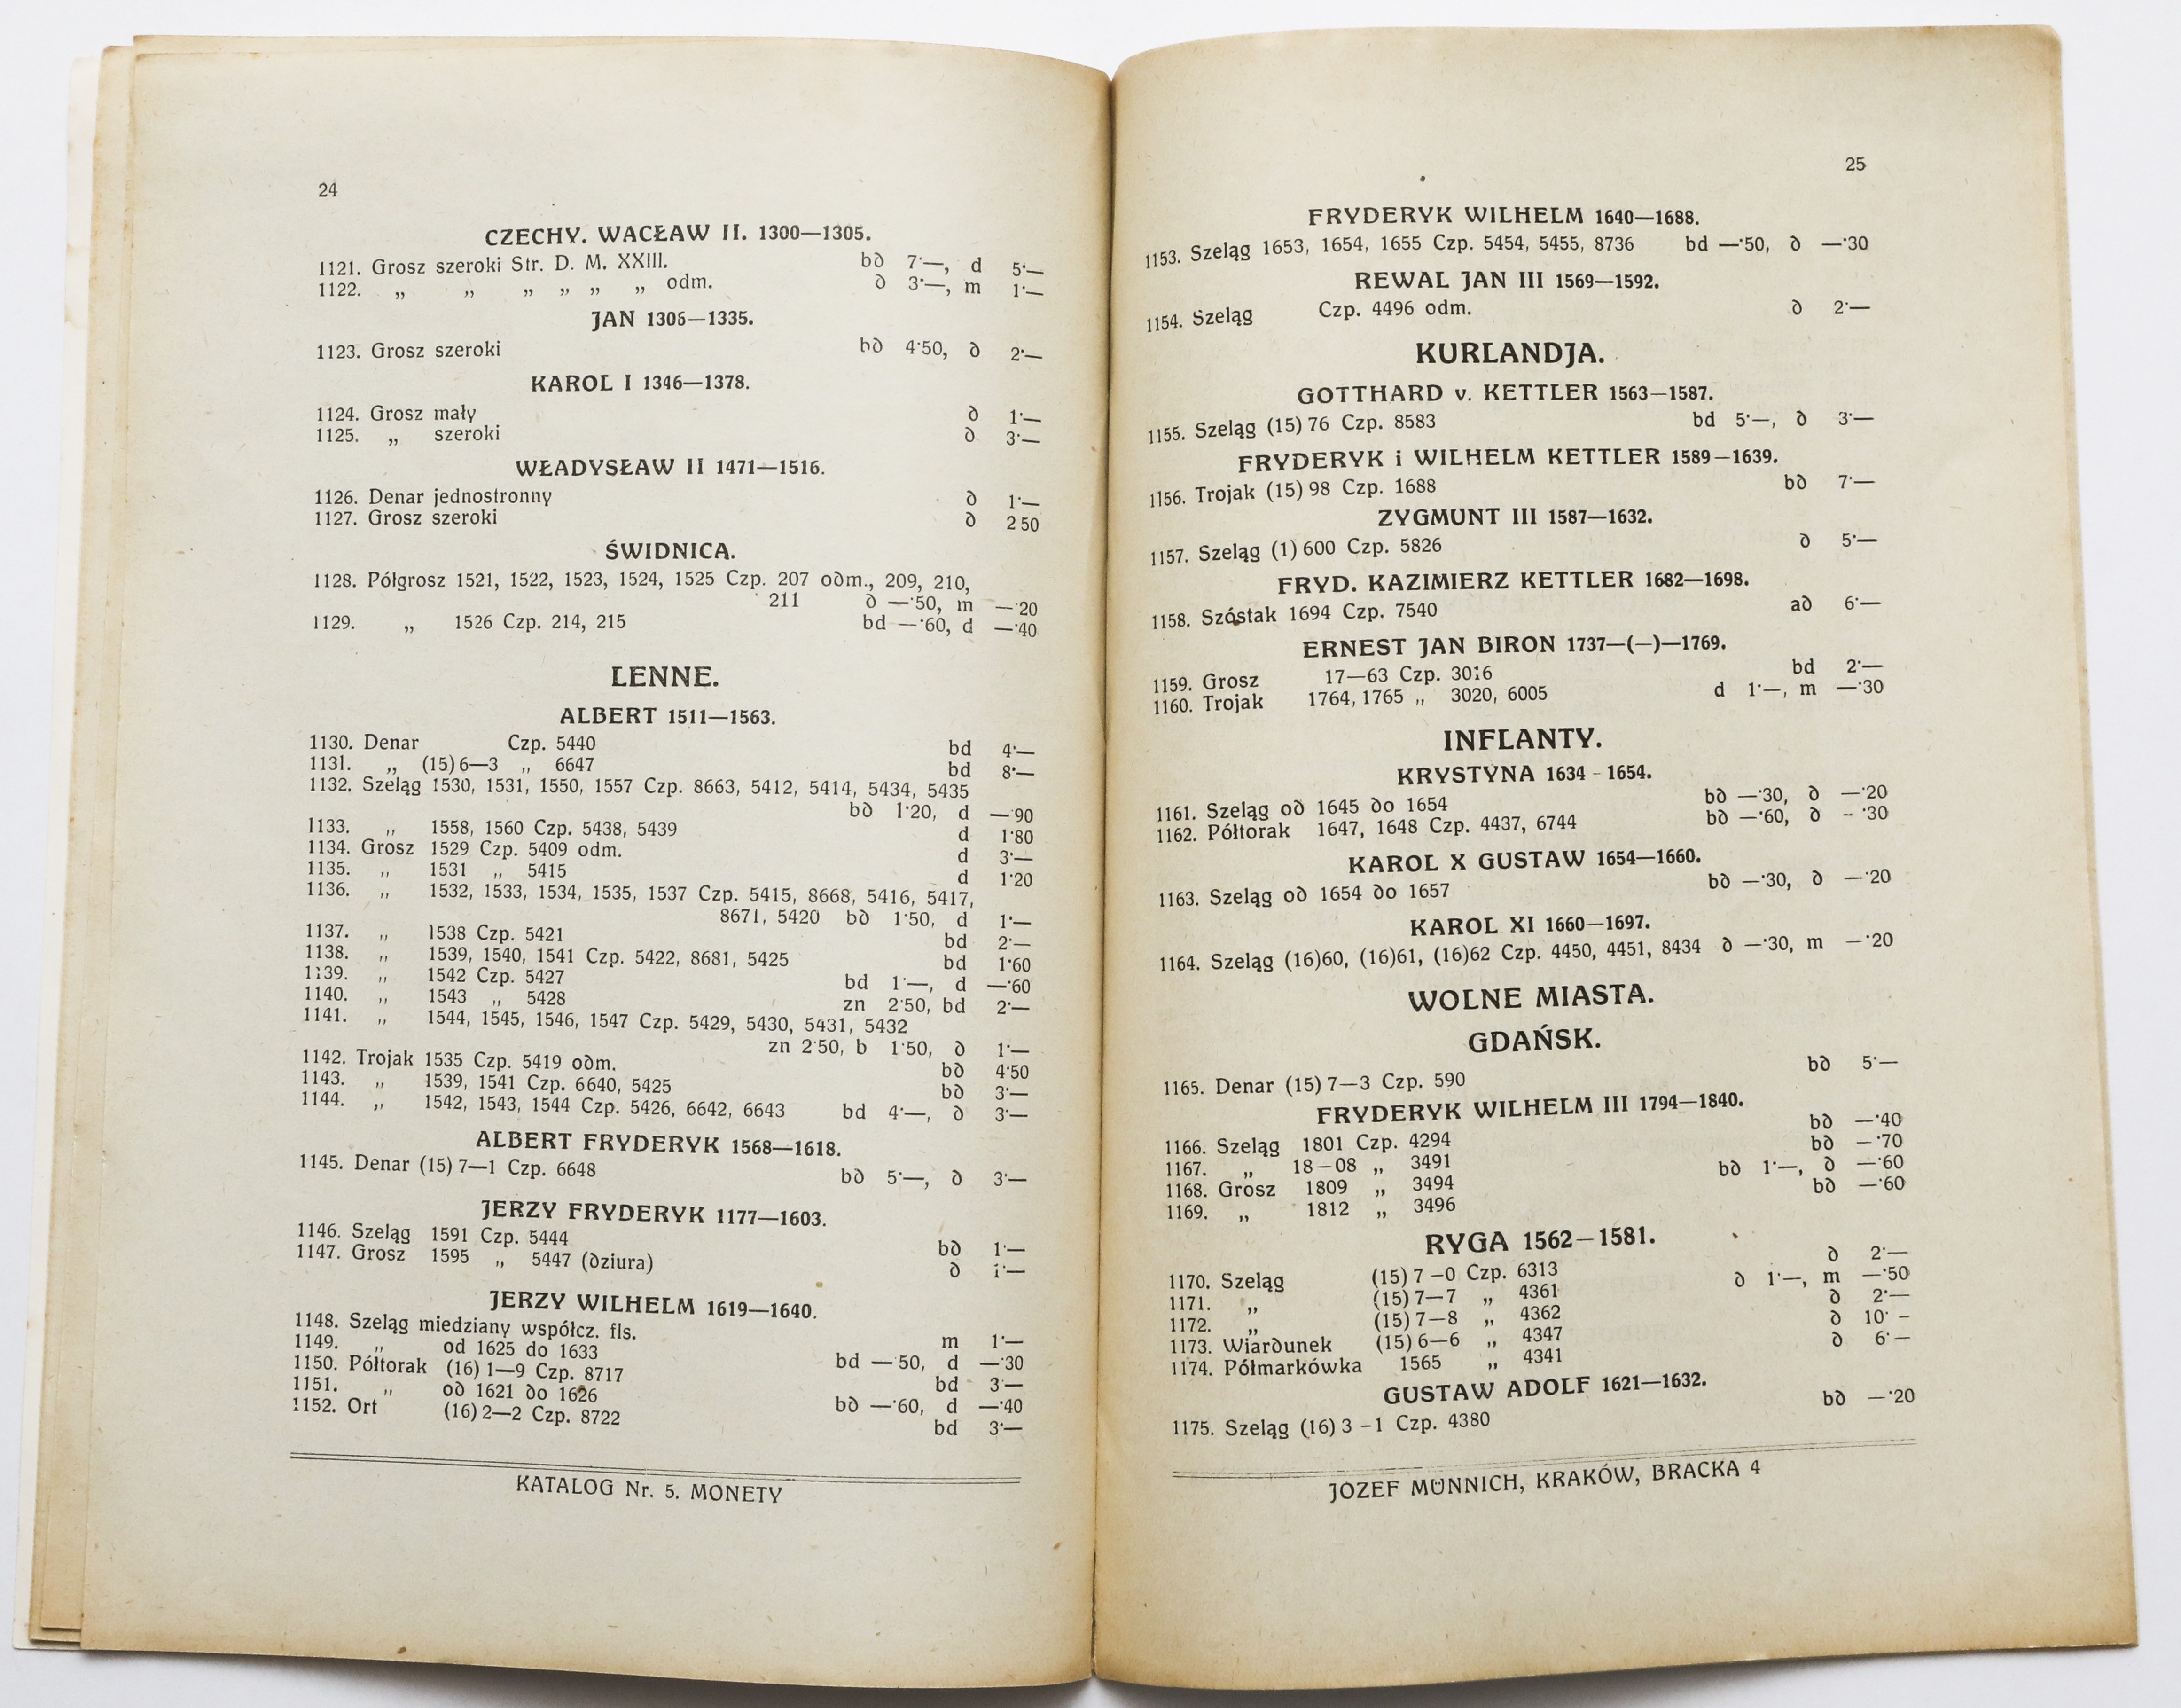 24
CZECHY. WACŁAW II. 1300—1305.
1121. Grosz szeroki Str. D. M. XXIII. bd 7·—, d 5·—
1122. „ „ „ „ „ „ odm. d 3·—, m 1·—
JAN 1306—1335.
1123. Grosz szeroki bd 4·50, d 2·—
KAROL I 1346—1378.
1124. Grosz mały d 1·—
1125. „ szeroki d 3·—
WŁADYSŁAW II 1471—1516.
1126. Denar jednostronny d 1·—
1127. Grosz szeroki d 2 50
ŚWIDNICA.
1128. Półgrosz 1521, 1522, 1523, 1524, 1525 Czp. 207 odm., 209, 210,
211 d —·50, m —·20
1129. „ 1526 Czp. 214, 215 bd —·60, d —·40
LENNE.
ALBERT 1511—1563.
1130. Denar Czp. 5440 bd 4·—
1131. „ (15) 6—3 „ 6647 bd 8·—
1132. Szeląg 1530, 1531, 1550, 1557 Czp. 8663, 5412, 5414, 5434, 5435
bd 1·20, d —·90
1133. „ 1558, 1560 Czp. 5438, 5439 d 1·80
1134. Grosz 1529 Czp. 5409 odm. d 3·—
1135. „ 1531 „ 5415 d 1·20
1136. „ 1532, 1533, 1534, 1535, 1537 Czp. 5415, 8668, 5416, 5417,
8671, 5420 bd 1·50, d 1·—
1137. „ 1538 Czp. 5421 bd 2·—
1138. „ 1539, 1540, 1541 Czp. 5422, 8681, 5425 bd 1·60
1139. „ 1542 Czp. 5427 bd 1·—, d —·60
1140. „ 1543 „ 5428 zn 2·50, bd 2·—
1141. „ 1544, 1545, 1546, 1547 Czp. 5429, 5430, 5431, 5432
zn 2·50, b 1·50, d 1·—
1142. Trojak 1535 Czp. 5419 odm. bd 4·50
1143. „ 1539, 1541 Czp. 6640, 5425 bd 3·—
1144. „ 1542, 1543, 1544 Czp. 5426, 6642, 6643 bd 4·—, d 3·—
ALBERT FRYDERYK 1568—1618.
1145. Denar (15) 7—1 Czp. 6648 bd 5·—, d 3·—
JERZY FRYDERYK 1177—1603.
1146. Szeląg 1591 Czp. 5444 bd 1·—
1147. Grosz 1595 „ 5447 (dziura) d 1·—
JERZY WILHELM 1619—1640.
1148. Szeląg miedziany współcz. fls. m 1·—
1149. „ od 1625 do 1633 bd —·50, d —·30
1150. Półtorak (16) 1—9 Czp. 8717 bd 3·—
1151. „ od 1621 do 1626 bd —·60, d —·40
1152. Ort (16) 2—2 Czp. 8722 bd 3·—
KATALOG Nr. 5. MONETY
25
FRYDERYK WILHELM 1640—1688.
1153. Szeląg 1653, 1654, 1655 Czp. 5454, 5455, 8736 bd —·50, d —·30
REWAL JAN III 1569—1592.
1154. Szeląg Czp. 4496 odm. d 2·—
KURLANDJA.
GOTTHARD v. KETTLER 1563—1587.
1155. Szeląg (15) 76 Czp. 8583 bd 5·—, d 3·—
FRYDERYK i WILHELM KETTLER 1589—1639.
1156. Trojak (15) 98 Czp. 1688 bd 7·—
ZYGMUNT III 1587—1632.
1157. Szeląg (1) 600 Czp. 5826 d 5·—
FRYD. KAZIMIERZ KETTLER 1682—1698.
1158. Szóstak 1694 Czp. 7540 ad 6·—
ERNEST JAN BIRON 1737—(—)—1769.
1159. Grosz 17—63 Czp. 3016 bd 2·—
1160. Trojak 1764, 1765 „ 3020, 6005 d 1·—, m —·30
INFLANTY.
KRYSTYNA 1634 - 1654.
1161. Szeląg od 1645 do 1654 bd —·30, d —·20
1162. Półtorak 1647, 1648 Czp. 4437, 6744 bd —·60, d —·30
KAROL X GUSTAW 1654—1660.
1163. Szeląg od 1654 do 1657 bd —·30, d —·20
KAROL XI 1660—1697.
1164. Szeląg (16)60, (16)61, (16)62 Czp. 4450, 4451, 8434 d —·30, m —·20
WOLNE MIASTA.
GDAŃSK.
1165. Denar (15) 7—3 Czp. 590 bd 5·—
FRYDERYK WILHELM III 1794—1840.
1166. Szeląg 1801 Czp. 4294 bd —·40
1167. „ 18—08 „ 3491 bd —·70
1168. Grosz 1809 „ 3494 bd 1·—, d —·60
1169. „ 1812 „ 3496 bd —·60
RYGA 1562—1581.
1170. Szeląg (15) 7—0 Czp. 6313 d 2·—
1171. „ (15) 7—7 „ 4361 d 1·—, m —·50
1172. „ (15) 7—8 „ 4362 d 2·—
1173. Wiardunek (15) 6—6 „ 4347 d 10·—
1174. Półmarkówka 1565 „ 4341 d 6·—
GUSTAW ADOLF 1621—1632.
1175. Szeląg (16) 3—1 Czp. 4380 bd —·20
JOZEF MÜNNICH, KRAKÓW, BRACKA 4